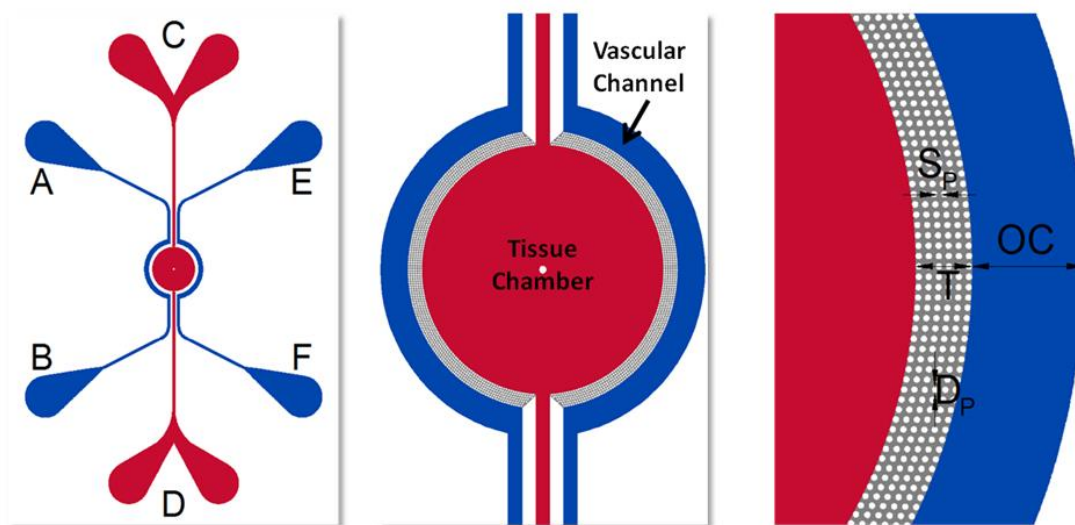 C
A
E
B
F
D
Vascular
Channel
Tissue
Chamber
SP
OC
T
DP